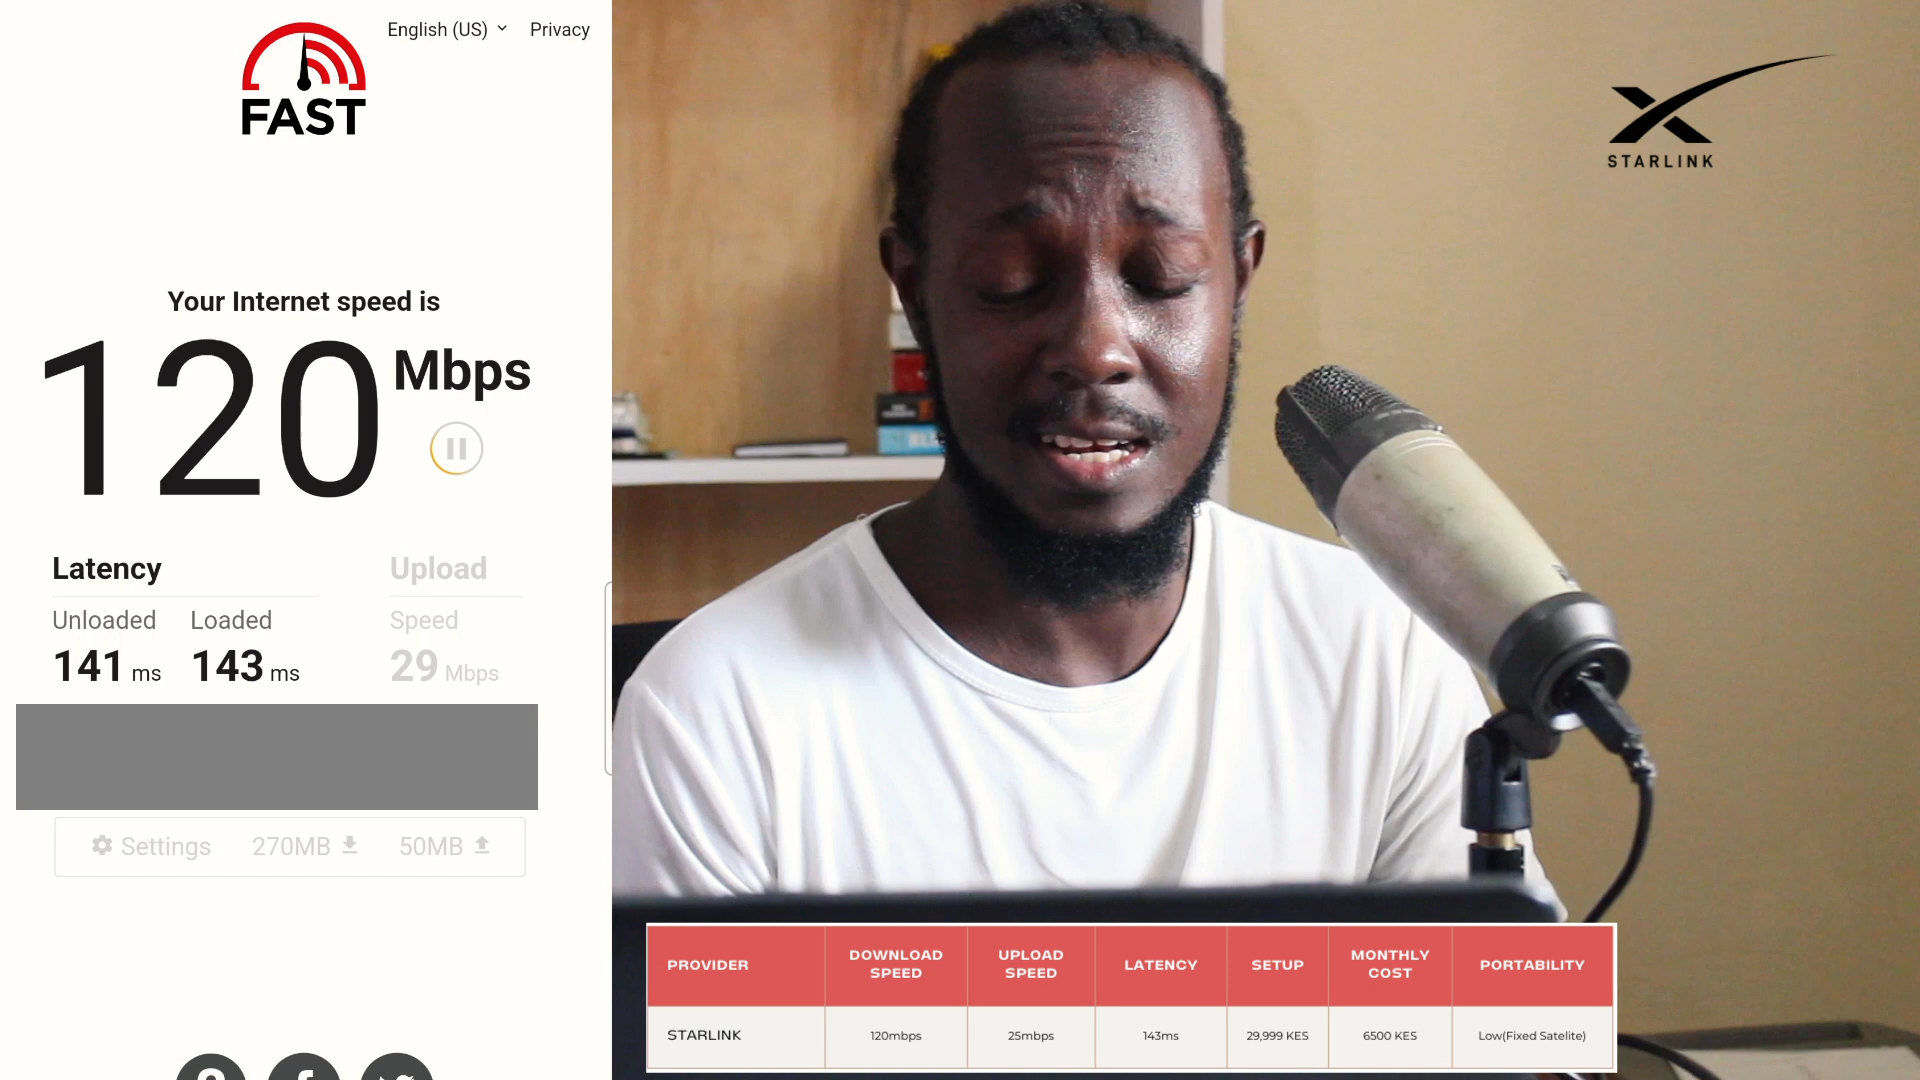 English (US) Privacy
FAST
Your Internet speed is
120 Mbps
Latency Upload
Unloaded Loaded Speed
141 ms 143 ms 29 Mbps
Settings 270MB 50MB
STARLINK
PROVIDER DOWNLOAD SPEED UPLOAD SPEED LATENCY SETUP MONTHLY COST PORTABILITY
STARLINK 120mbps 25mbps 143ms 29,999 KES 6500 KES Low(Fixed Satelite)